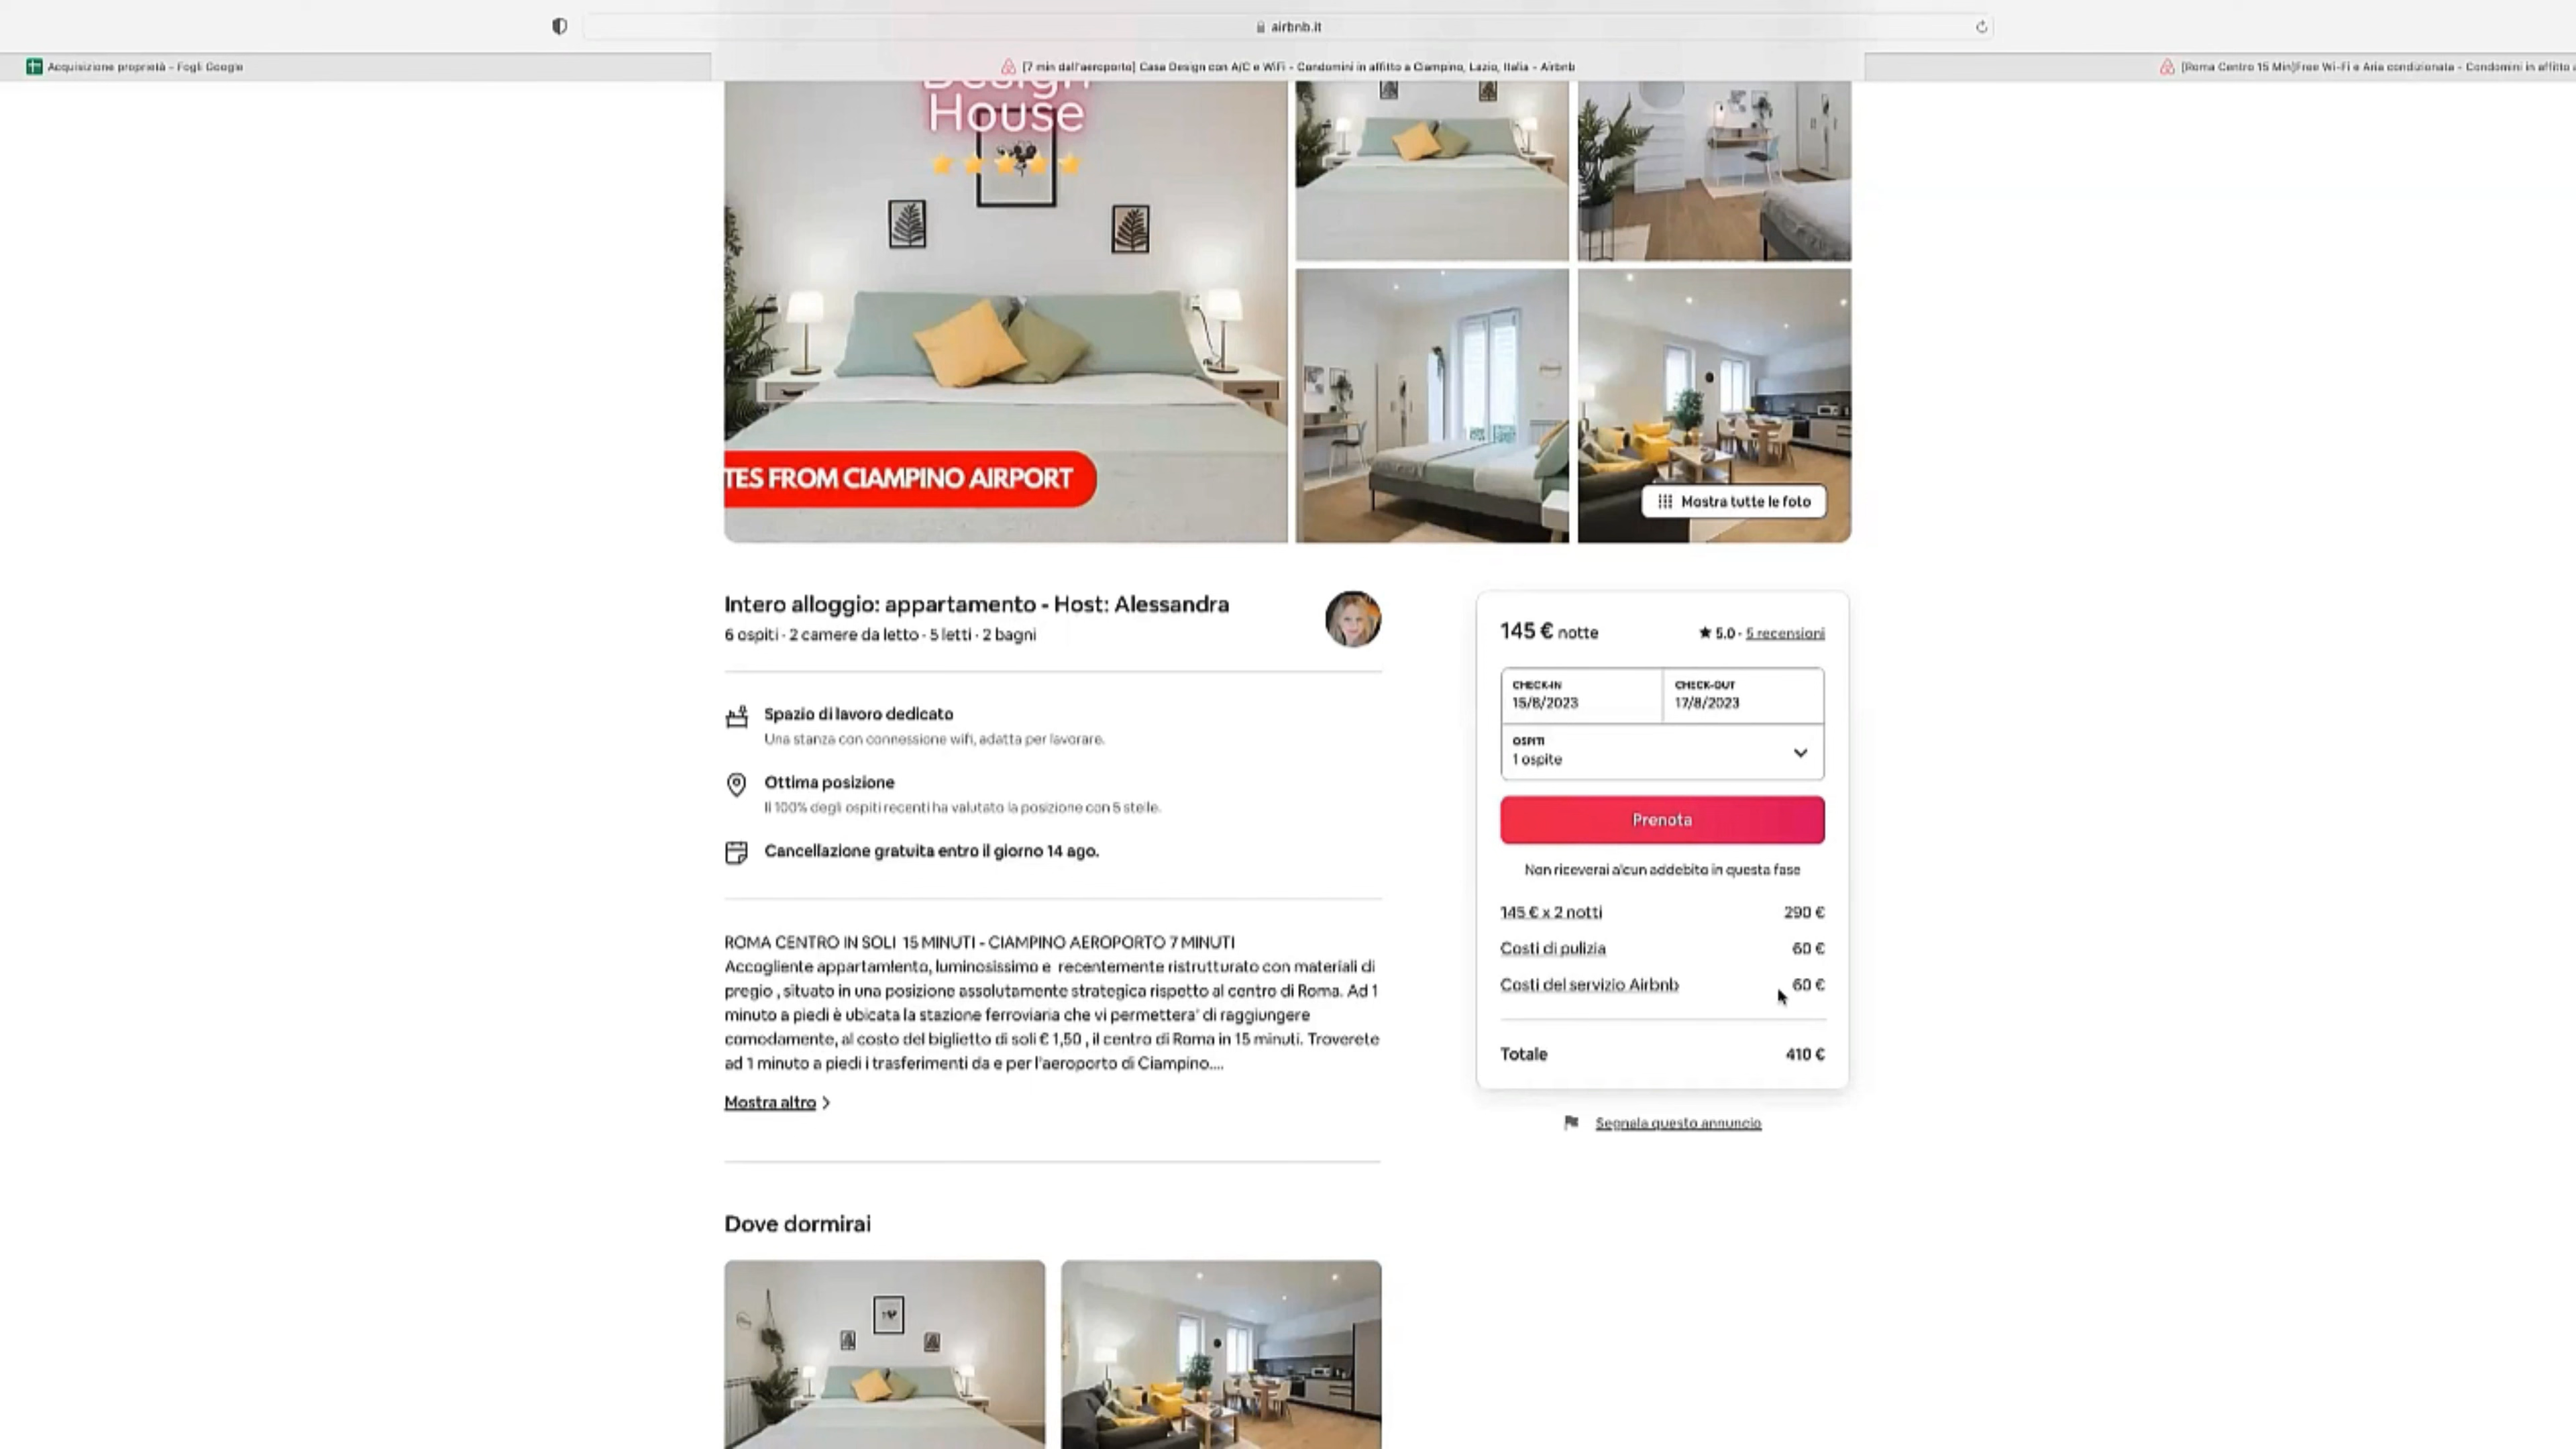 airbnb.it
Acquisizione proprietà - Fogli Google
[7 min dall'aeroporto] Casa Design con A/C e WiFi - Condomini in affitto a Ciampino, Lazio, Italia - Airbnb
[Roma Centro 15 Min]Free Wi-Fi e Aria condizionata - Condomini in affitto
Design
House
TES FROM CIAMPINO AIRPORT
Mostra tutte le foto
Intero alloggio: appartamento - Host: Alessandra
6 ospiti · 2 camere da letto · 5 letti · 2 bagni
Spazio di lavoro dedicato
Una stanza con connessione wifi, adatta per lavorare.
Ottima posizione
Il 100% degli ospiti recenti ha valutato la posizione con 5 stelle.
Cancellazione gratuita entro il giorno 14 ago.
ROMA CENTRO IN SOLI 15 MINUTI - CIAMPINO AEROPORTO 7 MINUTI
Accogliente appartamlento, luminosissimo e recentemente ristrutturato con materiali di
pregio , situato in una posizione assolutamente strategica rispetto al centro di Roma. Ad 1
minuto a piedi è ubicata la stazione ferroviaria che vi permettera' di raggiungere
comodamente, al costo del biglietto di soli € 1,50 , il centro di Roma in 15 minuti. Troverete
ad 1 minuto a piedi i trasferimenti da e per l'aeroporto di Ciampino....
Mostra altro >
Dove dormirai
145 € notte
★ 5.0 · 5 recensioni
CHECK-IN
15/8/2023
CHECK-OUT
17/8/2023
OSPITI
1 ospite
Prenota
Non riceverai alcun addebito in questa fase
145 € x 2 notti 290 €
Costi di pulizia 60 €
Costi del servizio Airbnb 60 €
Totale 410 €
Segnala questo annuncio